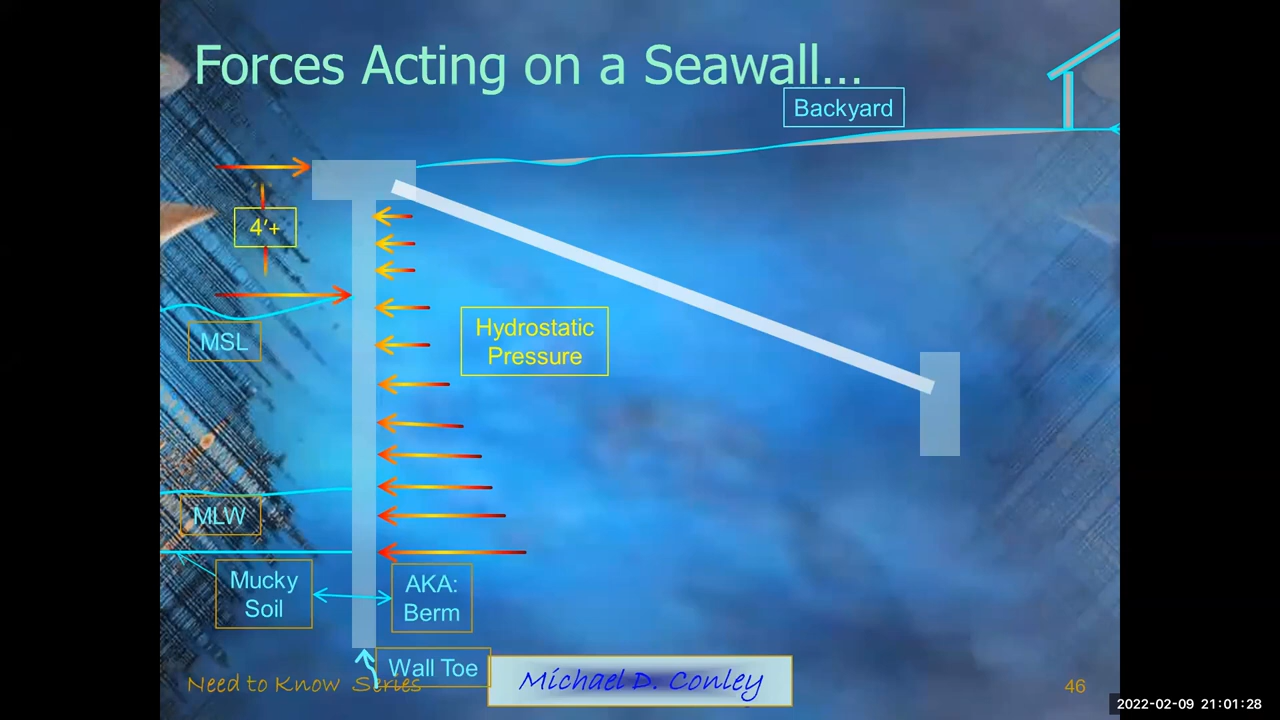 Forces Acting on a Seawall...
Backyard
4'+
MSL
Hydrostatic
Pressure
MLW
Mucky
Soil
AKA:
Berm
Wall Toe
Need to Know Series
Michael D. Conley
46
2022-02-09 21:01:28